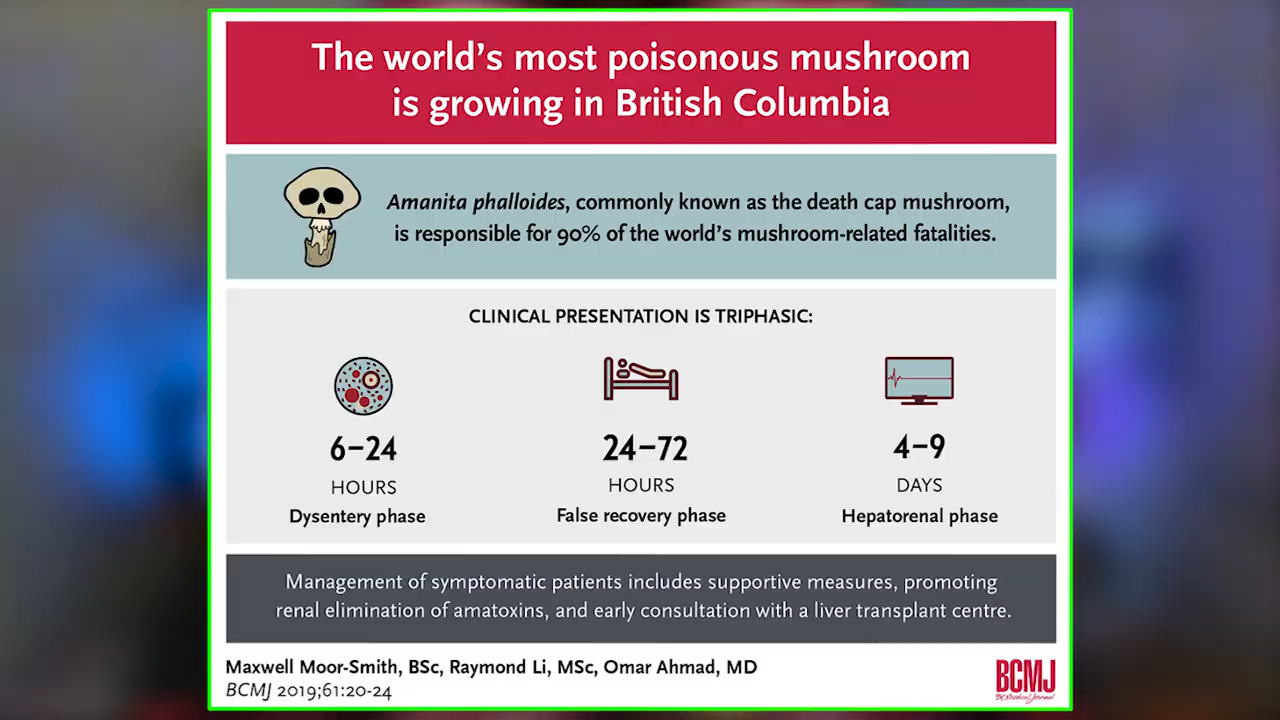 The world's most poisonous mushroom
is growing in British Columbia
Amanita phalloides, commonly known as the death cap mushroom,
is responsible for 90% of the world's mushroom-related fatalities.
CLINICAL PRESENTATION IS TRIPHASIC:
6–24
HOURS
Dysentery phase
24–72
HOURS
False recovery phase
4–9
DAYS
Hepatorenal phase
Management of symptomatic patients includes supportive measures, promoting
renal elimination of amatoxins, and early consultation with a liver transplant centre.
Maxwell Moor-Smith, BSc, Raymond Li, MSc, Omar Ahmad, MD
BCMJ 2019;61:20-24
BCMJ
BC Medical Journal